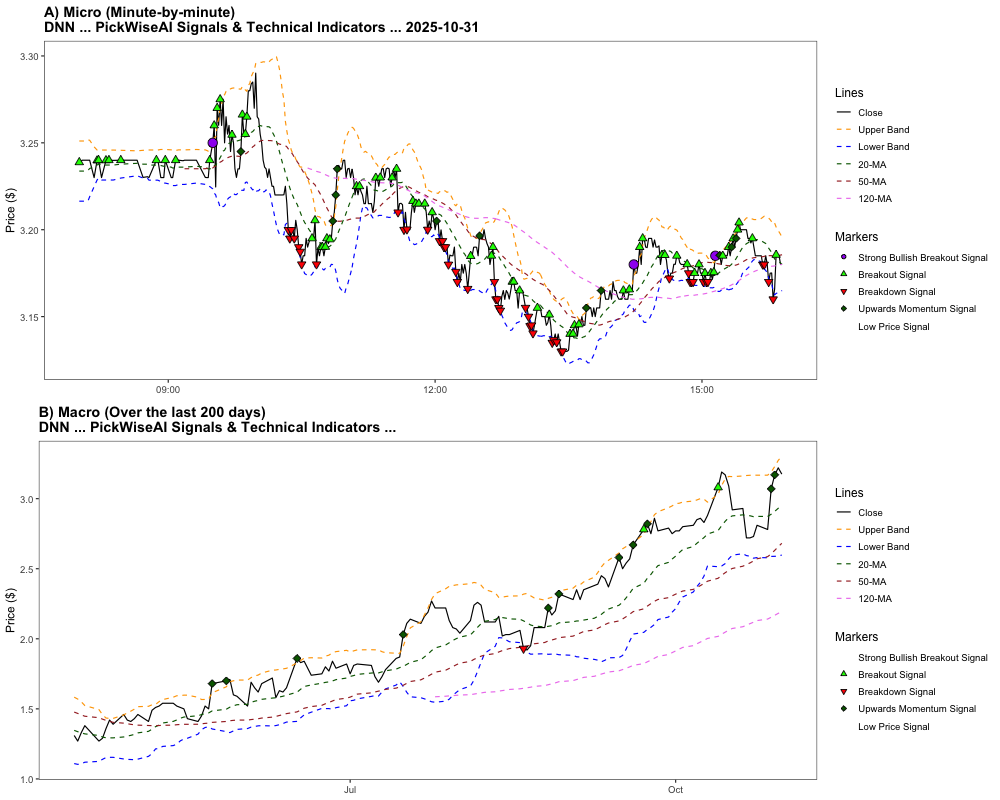 A) Micro (Minute-by-minute)
DNN ... PickWiseAI Signals & Technical Indicators ... 2025-10-31
3.30
3.25
3.20
3.15
Price ($)
09:00
12:00
15:00
Lines
Close
Upper Band
Lower Band
20-MA
50-MA
120-MA
Markers
Strong Bullish Breakout Signal
Breakout Signal
Breakdown Signal
Upwards Momentum Signal
Low Price Signal
B) Macro (Over the last 200 days)
DNN ... PickWiseAI Signals & Technical Indicators ...
3.0
2.5
2.0
1.5
1.0
Price ($)
Jul
Oct
Lines
Close
Upper Band
Lower Band
20-MA
50-MA
120-MA
Markers
Strong Bullish Breakout Signal
Breakout Signal
Breakdown Signal
Upwards Momentum Signal
Low Price Signal